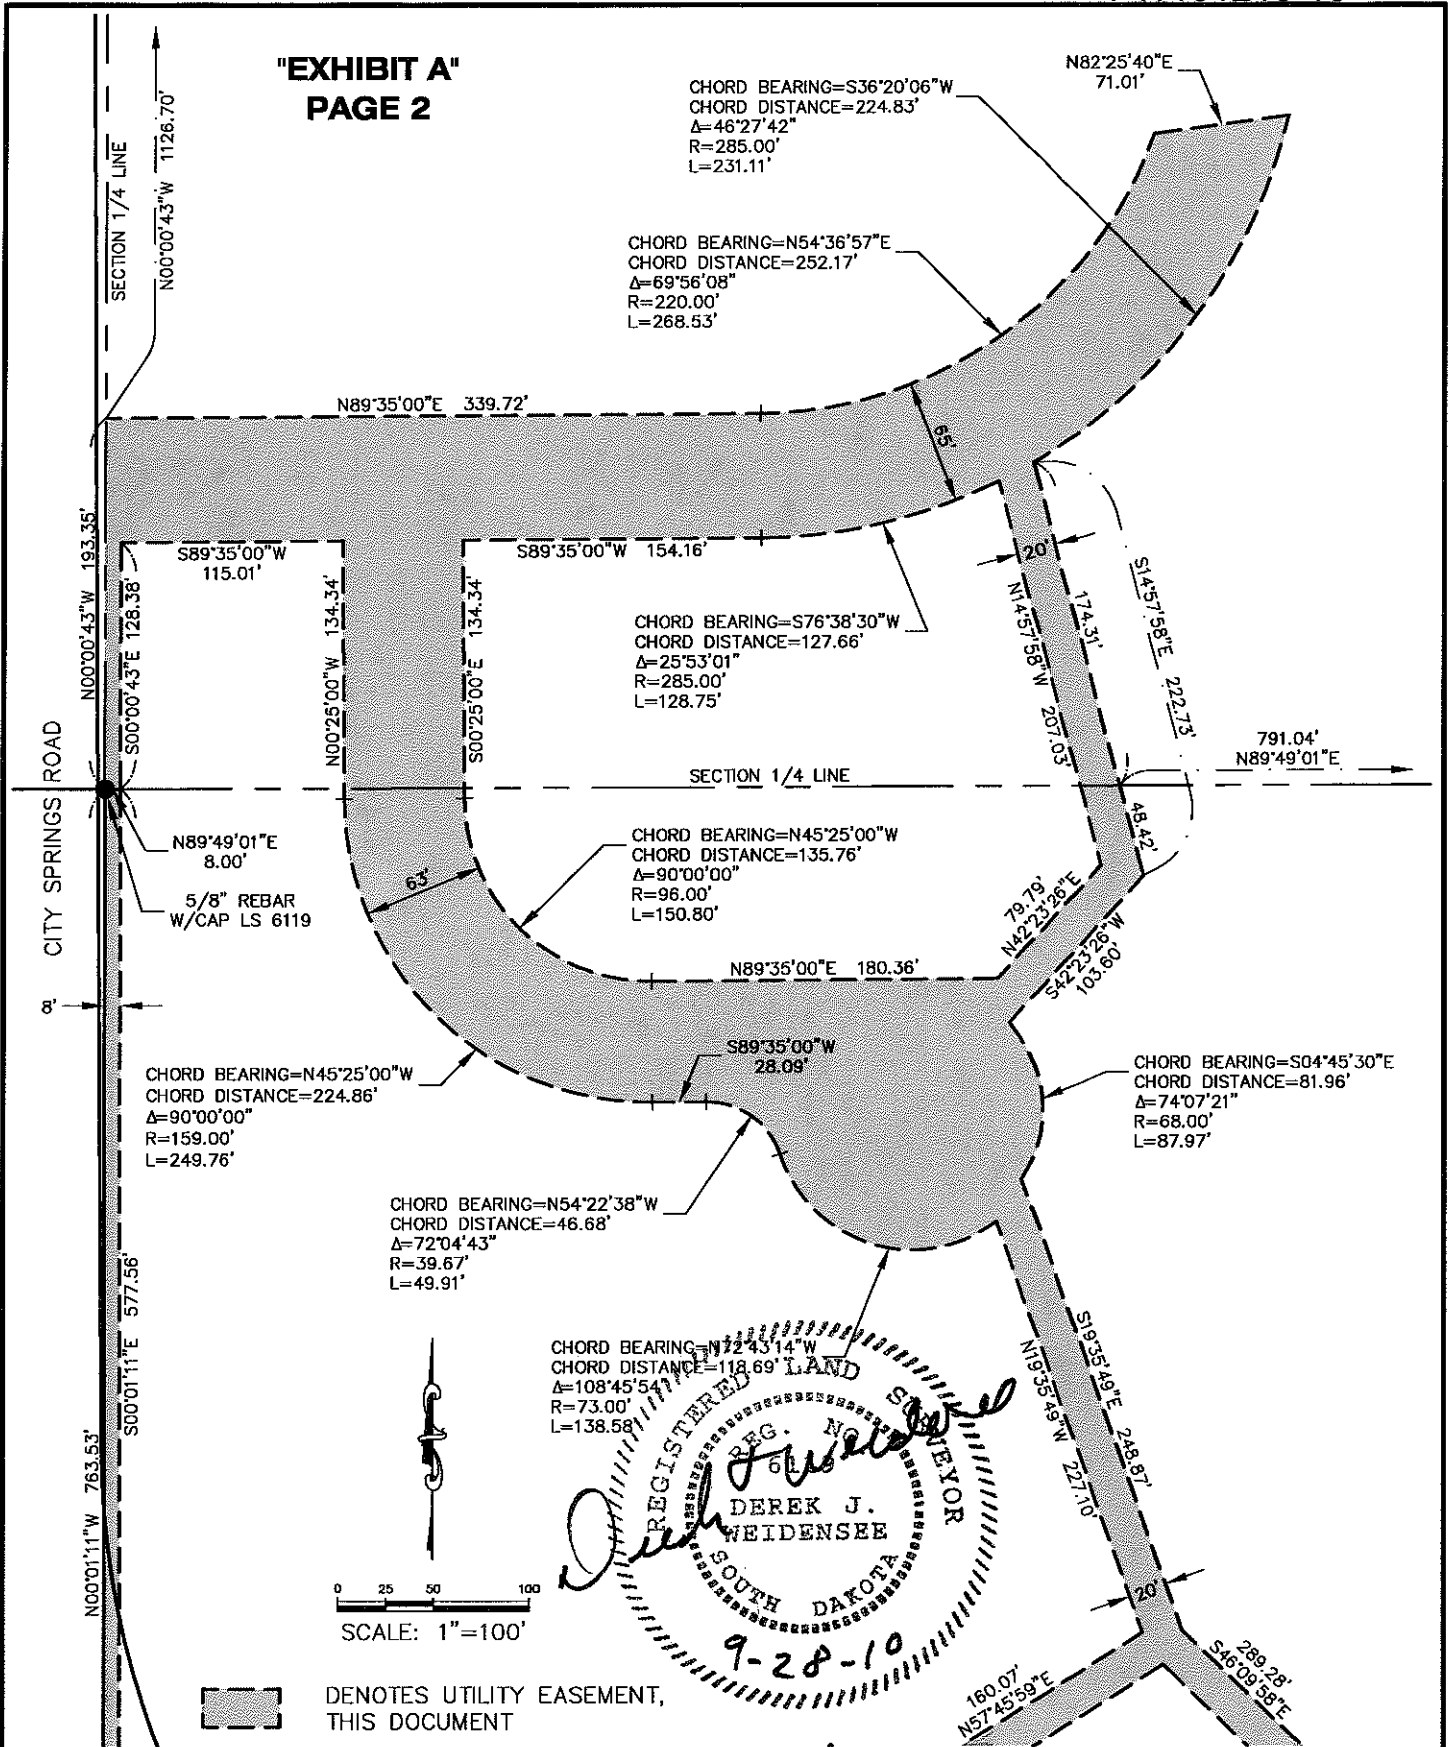 "EXHIBIT A"
PAGE 2
SECTION 1/4 LINE
N00°00'43"W 1126.70'
CHORD BEARING=S36°20'06"W
CHORD DISTANCE=224.83'
Δ=46°27'42"
R=285.00'
L=231.11'
N82°25'40"E
71.01'
CHORD BEARING=N54°36'57"E
CHORD DISTANCE=252.17'
Δ=69°56'08"
R=220.00'
L=268.53'
N89°35'00"E 339.72'
65'
N00°00'43"W 193.35'
S89°35'00"W
115.01'
S00°00'43"E 128.38'
N00°25'00"W 134.34'
S00°25'00"E 134.34'
S89°35'00"W 154.16'
20'
CHORD BEARING=S76°38'30"W
CHORD DISTANCE=127.66'
Δ=25°53'01"
R=285.00'
L=128.75'
N14°57'58"W 207.03'
174.31'
S14°57'58"E 222.73'
791.04'
N89°49'01"E
SECTION 1/4 LINE
CITY SPRINGS ROAD
N89°49'01"E
8.00'
5/8" REBAR
W/CAP LS 6119
63'
CHORD BEARING=N45°25'00"W
CHORD DISTANCE=135.76'
Δ=90°00'00"
R=96.00'
L=150.80'
48.42'
79.79'
N42°23'26"E
S42°23'26"W
103.60'
N89°35'00"E 180.36'
8'
S89°35'00"W
28.09'
CHORD BEARING=N45°25'00"W
CHORD DISTANCE=224.86'
Δ=90°00'00"
R=159.00'
L=249.76'
CHORD BEARING=S04°45'30"E
CHORD DISTANCE=81.96'
Δ=74°07'21"
R=68.00'
L=87.97'
CHORD BEARING=N54°22'38"W
CHORD DISTANCE=46.68'
Δ=72°04'43"
R=39.67'
L=49.91'
S00°01'11"E 577.56'
N00°01'11"W 763.53'
CHORD BEARING=N72°43'14"W
CHORD DISTANCE=118.69'
Δ=108°45'54"
R=73.00'
L=138.58'
REGISTERED LAND SURVEYOR
REG. NO.
6119
DEREK J.
WEIDENSEE
SOUTH DAKOTA
9-28-10
N19°35'49"W 227.10'
S19°35'49"E 248.87'
20'
0 25 50 100
SCALE: 1"=100'
160.07'
N57°45'59"E
289.28'
S46°09'58"E
DENOTES UTILITY EASEMENT,
THIS DOCUMENT